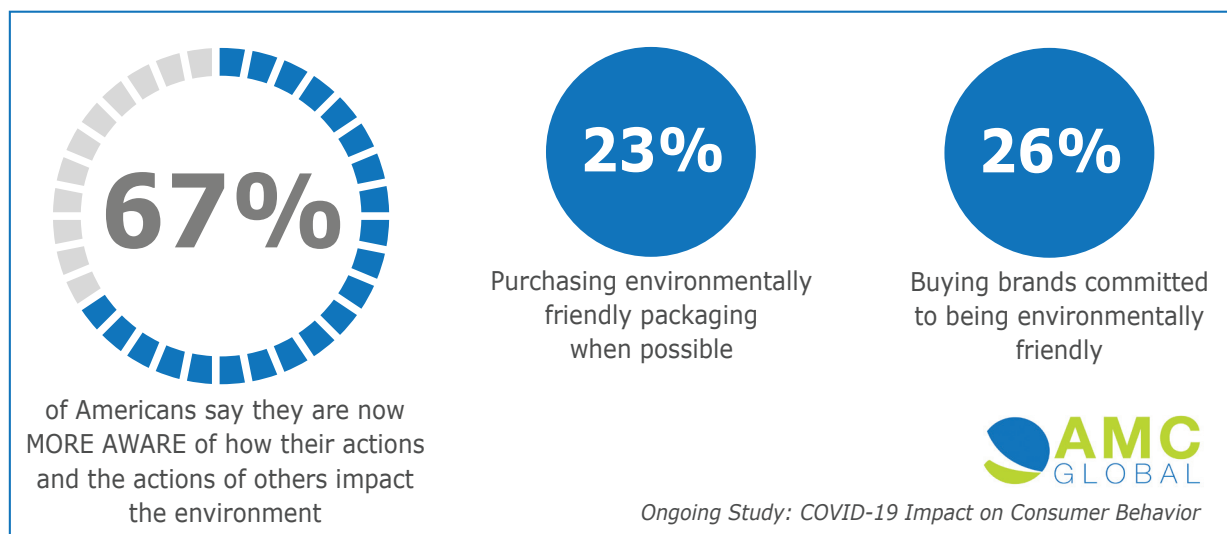 67%
of Americans say they are now
MORE AWARE of how their actions
and the actions of others impact
the environment
23%
Purchasing environmentally
friendly packaging
when possible
26%
Buying brands committed
to being environmentally
friendly
AMC
GLOBAL
Ongoing Study: COVID-19 Impact on Consumer Behavior